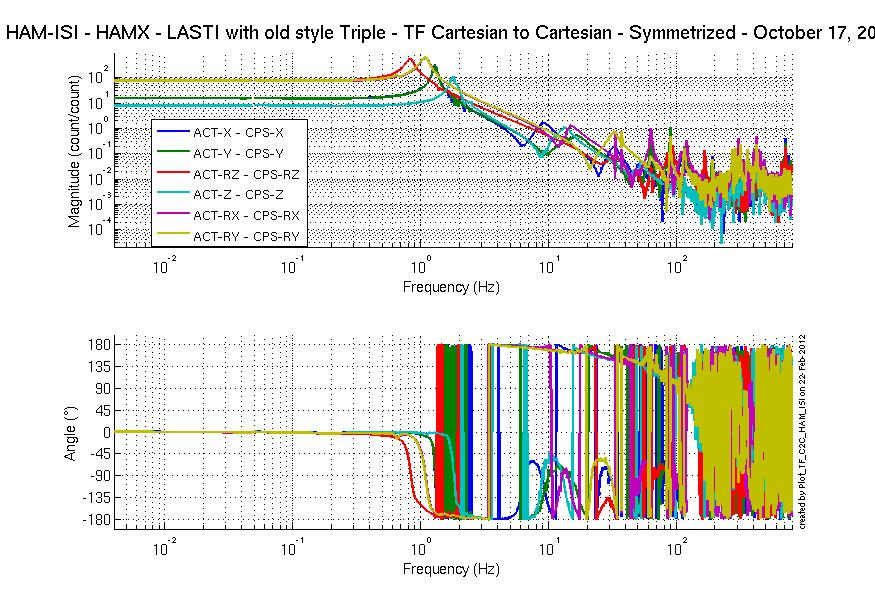 HAM-ISI - HAMX - LASTI with old style Triple - TF Cartesian to Cartesian - Symmetrized - October 17, 20
Magnitude (count/count)
10^2
10^1
10^0
10^-1
10^-2
10^-3
10^-4
ACT-X - CPS-X
ACT-Y - CPS-Y
ACT-RZ - CPS-RZ
ACT-Z - CPS-Z
ACT-RX - CPS-RX
ACT-RY - CPS-RY
10^-2 10^-1 10^0 10^1 10^2
Frequency (Hz)
Angle (°)
180
135
90
45
0
-45
-90
-135
-180
10^-2 10^-1 10^0 10^1 10^2
Frequency (Hz)
created by Plot_TF_C2C_HAM_ISI on 22-Feb-2012